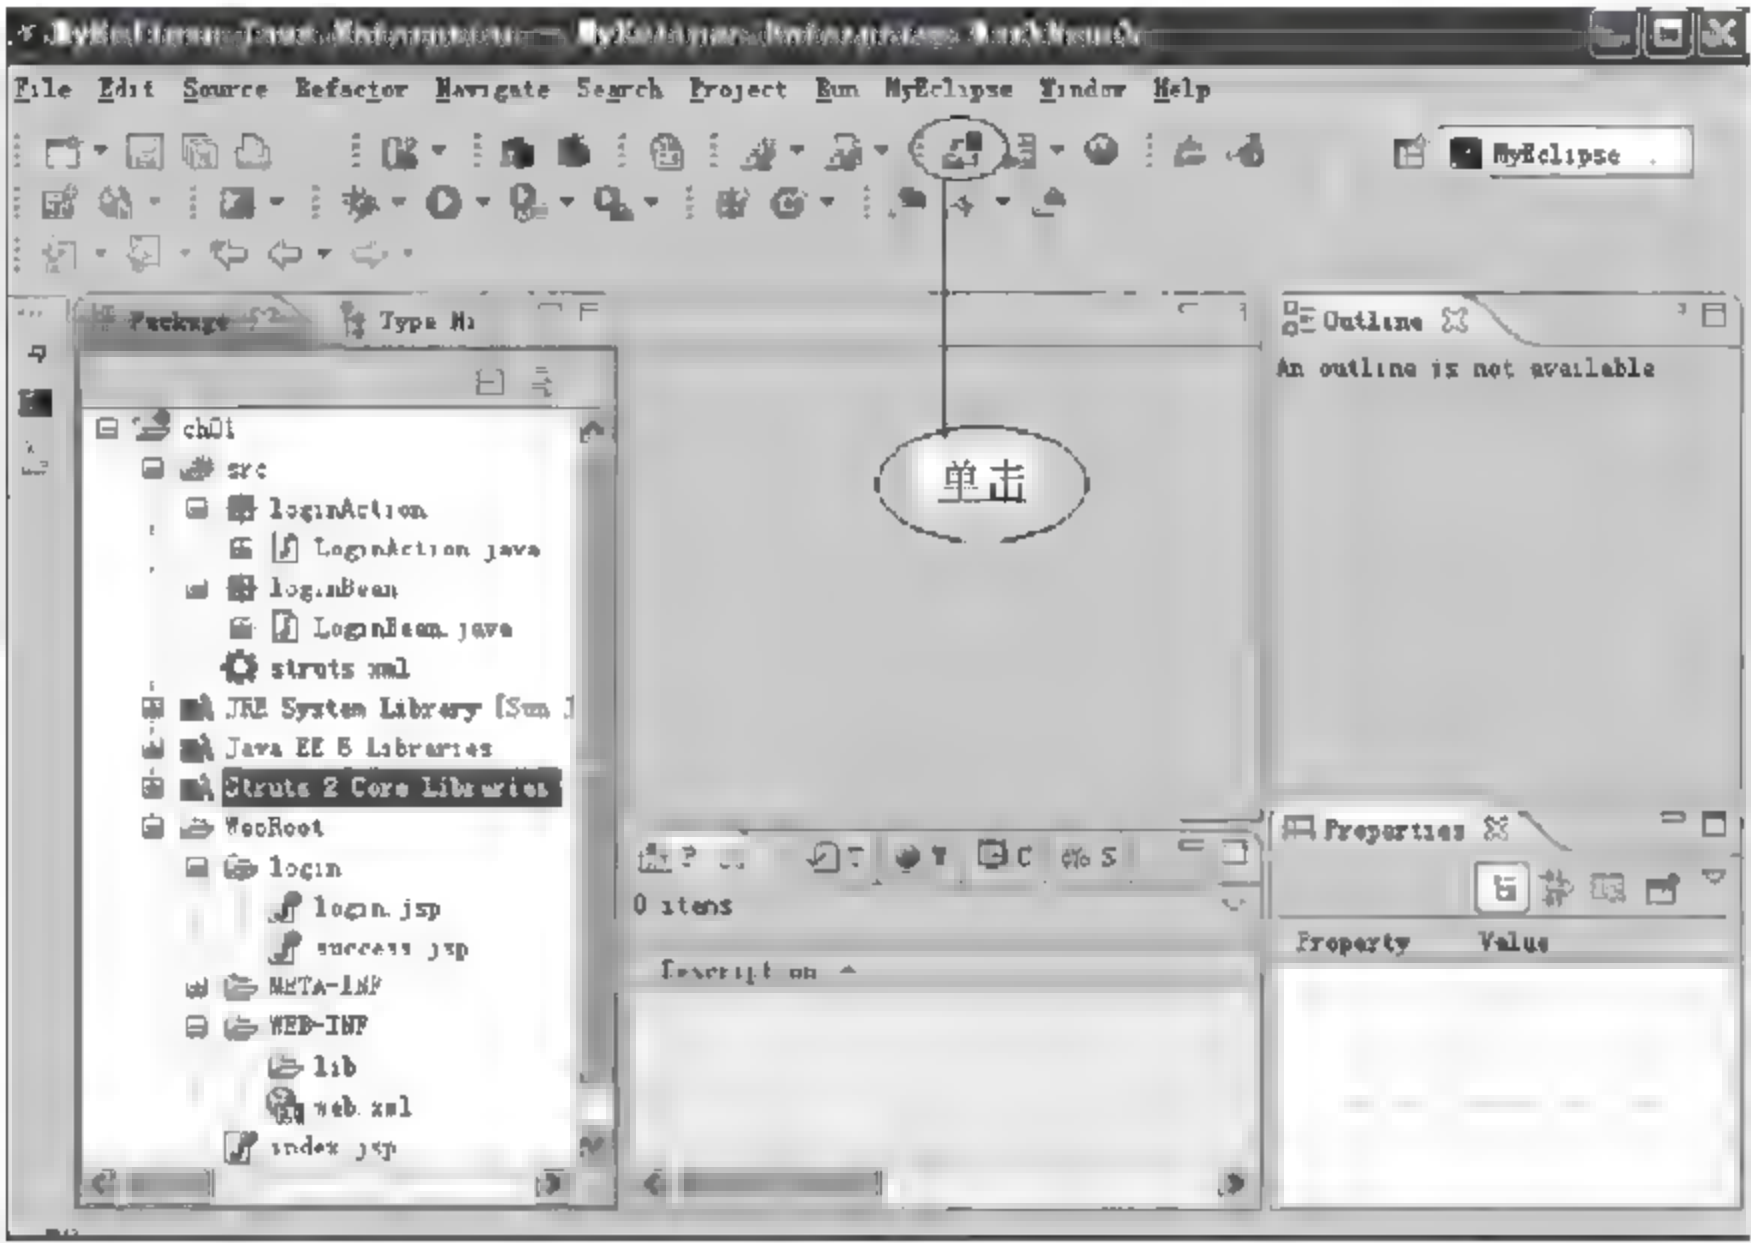 File Edit Source Refactor Navigate Search Project Run MyEclipse Window Help
MyEclipse
Package
Outline
An outline is not available
ch01
src
loginAction
LoginAction.java
单击
loginBean
LoginBean.java
struts.xml
JRE System Library [Sun
Java EE 5 Libraries
Struts 2 Core Libraries
WebRoot
login
login.jsp
success.jsp
META-INF
WEB-INF
lib
web.xml
index.jsp
C
S
0 items
Description
Properties
Property Value